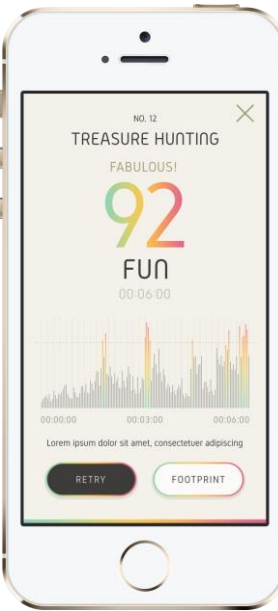 NO. 12
TREASURE HUNTING
FABULOUS!
92
FUN
00:06:00
00:00:00 00:03:00 00:06:00
Lorem ipsum dolor sit amet, consectetuer adipiscing
RETRY FOOTPRINT